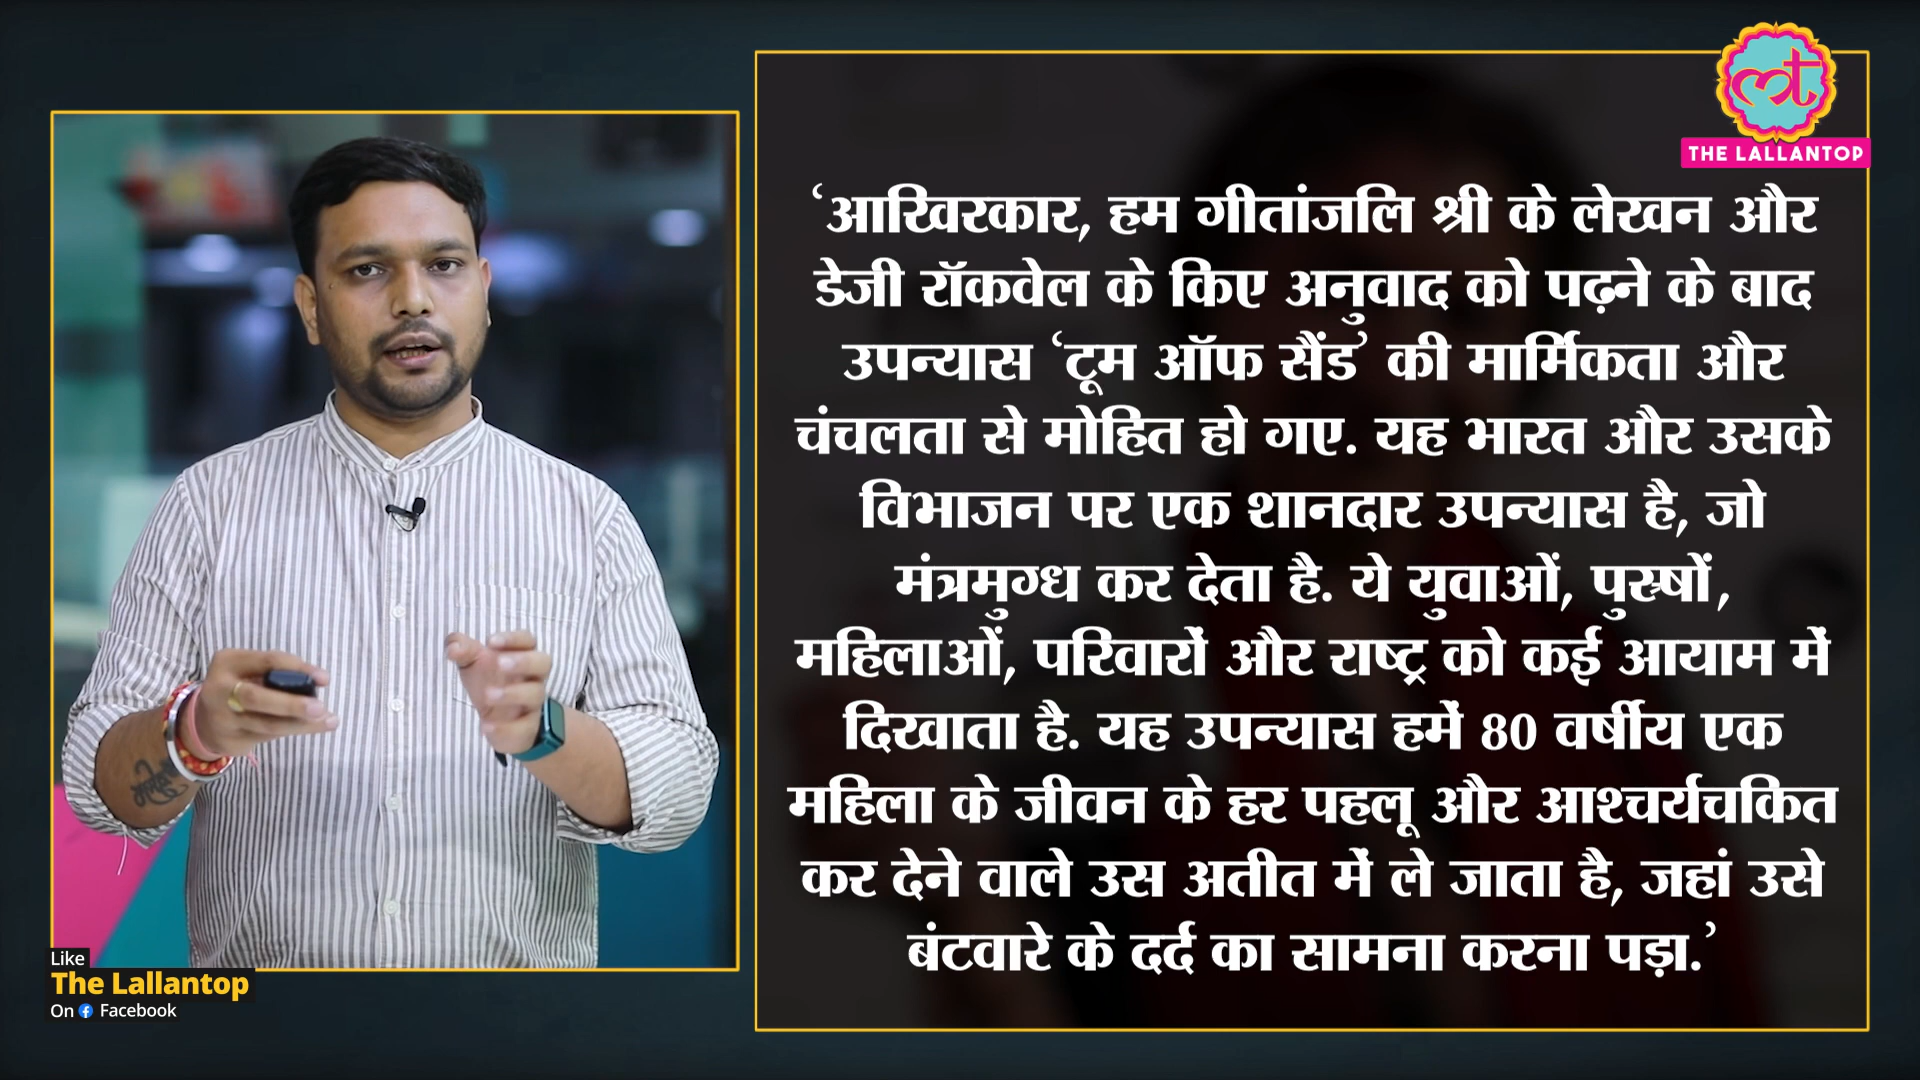 THE LALLANTOP
‘आखिरकार, हम गीतांजलि श्री के लेखन और
डेजी रॉकवेल के किए अनुवाद को पढ़ने के बाद
उपन्यास ‘टूम ऑफ सैंड’ की मार्मिकता और
चंचलता से मोहित हो गए. यह भारत और उसके
विभाजन पर एक शानदार उपन्यास है, जो
मंत्रमुग्ध कर देता है. ये युवाओं, पुरुषों,
महिलाओं, परिवारों और राष्ट्र को कई आयाम में
दिखाता है. यह उपन्यास हमें 80 वर्षीय एक
महिला के जीवन के हर पहलू और आश्चर्यचकित
कर देने वाले उस अतीत में ले जाता है, जहां उसे
बंटवारे के दर्द का सामना करना पड़ा.’
Like
The Lallantop
On Facebook